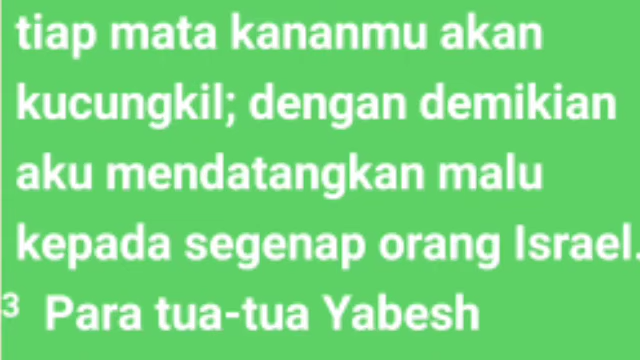 tiap mata kananmu akan
kucungkil; dengan demikian
aku mendatangkan malu
kepada segenap orang Israel.
3 Para tua-tua Yabesh